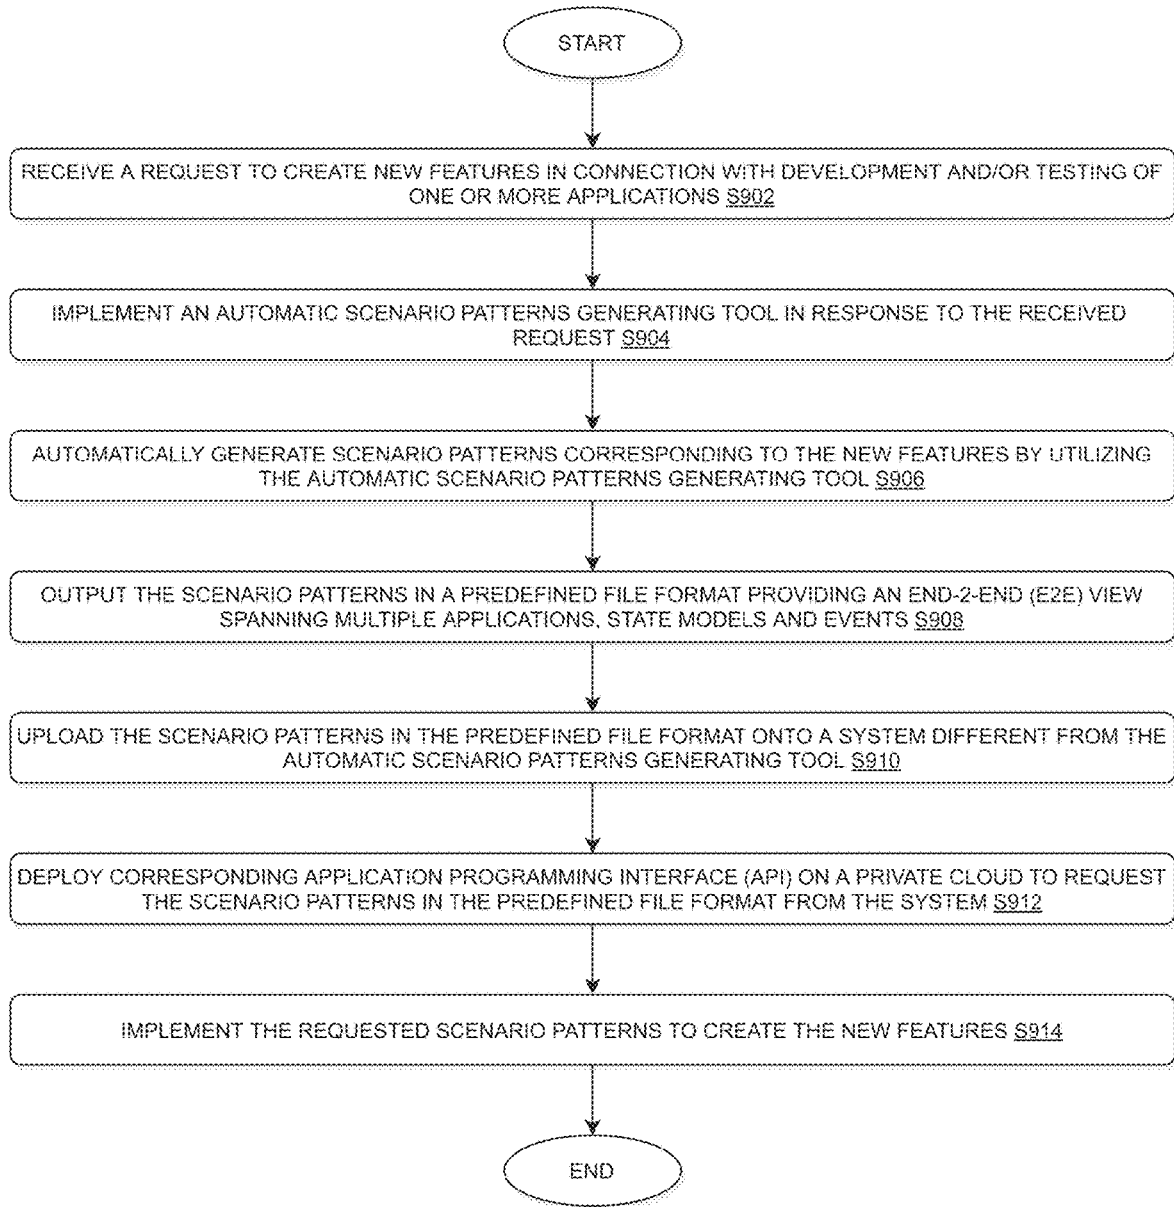 START
RECEIVE A REQUEST TO CREATE NEW FEATURES IN CONNECTION WITH DEVELOPMENT AND/OR TESTING OF
ONE OR MORE APPLICATIONS S902
IMPLEMENT AN AUTOMATIC SCENARIO PATTERNS GENERATING TOOL IN RESPONSE TO THE RECEIVED
REQUEST S904
AUTOMATICALLY GENERATE SCENARIO PATTERNS CORRESPONDING TO THE NEW FEATURES BY UTILIZING
THE AUTOMATIC SCENARIO PATTERNS GENERATING TOOL S906
OUTPUT THE SCENARIO PATTERNS IN A PREDEFINED FILE FORMAT PROVIDING AN END-2-END (E2E) VIEW
SPANNING MULTIPLE APPLICATIONS, STATE MODELS AND EVENTS S908
UPLOAD THE SCENARIO PATTERNS IN THE PREDEFINED FILE FORMAT ONTO A SYSTEM DIFFERENT FROM THE
AUTOMATIC SCENARIO PATTERNS GENERATING TOOL S910
DEPLOY CORRESPONDING APPLICATION PROGRAMMING INTERFACE (API) ON A PRIVATE CLOUD TO REQUEST
THE SCENARIO PATTERNS IN THE PREDEFINED FILE FORMAT FROM THE SYSTEM S912
IMPLEMENT THE REQUESTED SCENARIO PATTERNS TO CREATE THE NEW FEATURES S914
END